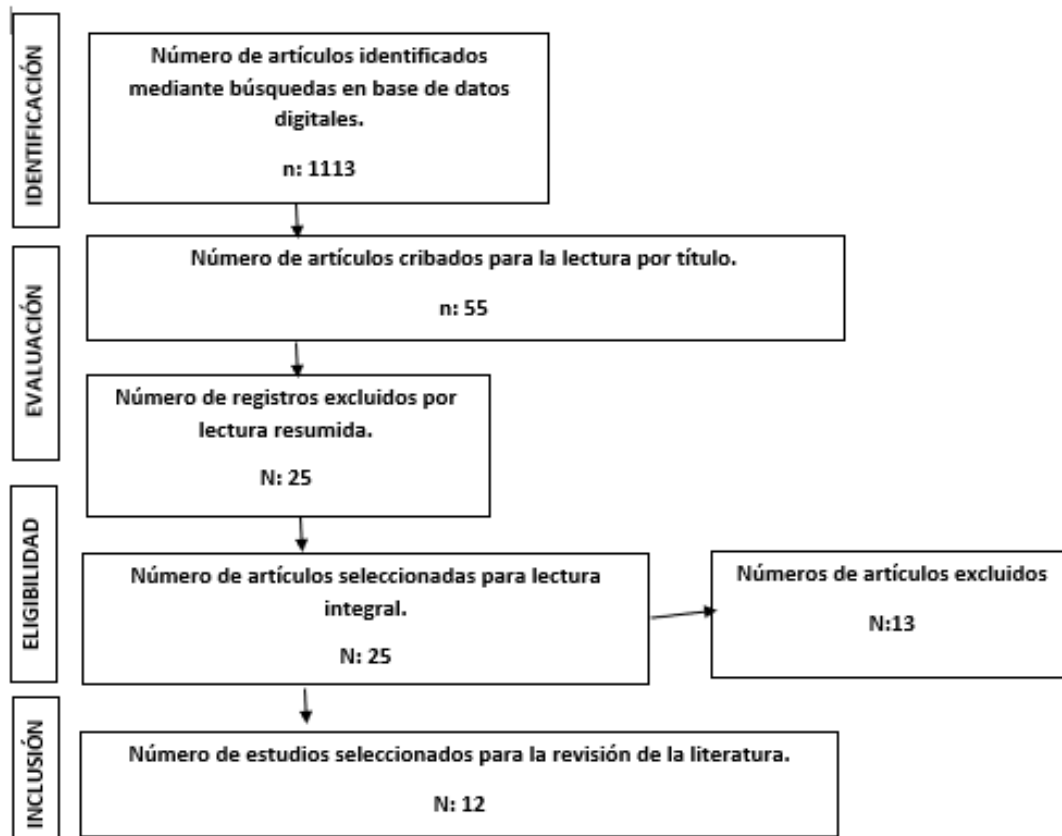 IDENTIFICACIÓN
Número de artículos identificados
mediante búsquedas en base de datos
digitales.
n: 1113
EVALUACIÓN
Número de artículos cribados para la lectura por título.
n: 55
Número de registros excluidos por
lectura resumida.
N: 25
ELIGIBILIDAD
Número de artículos seleccionadas para lectura
integral.
N: 25
Números de artículos excluidos
N:13
INCLUSIÓN
Número de estudios seleccionados para la revisión de la literatura.
N: 12